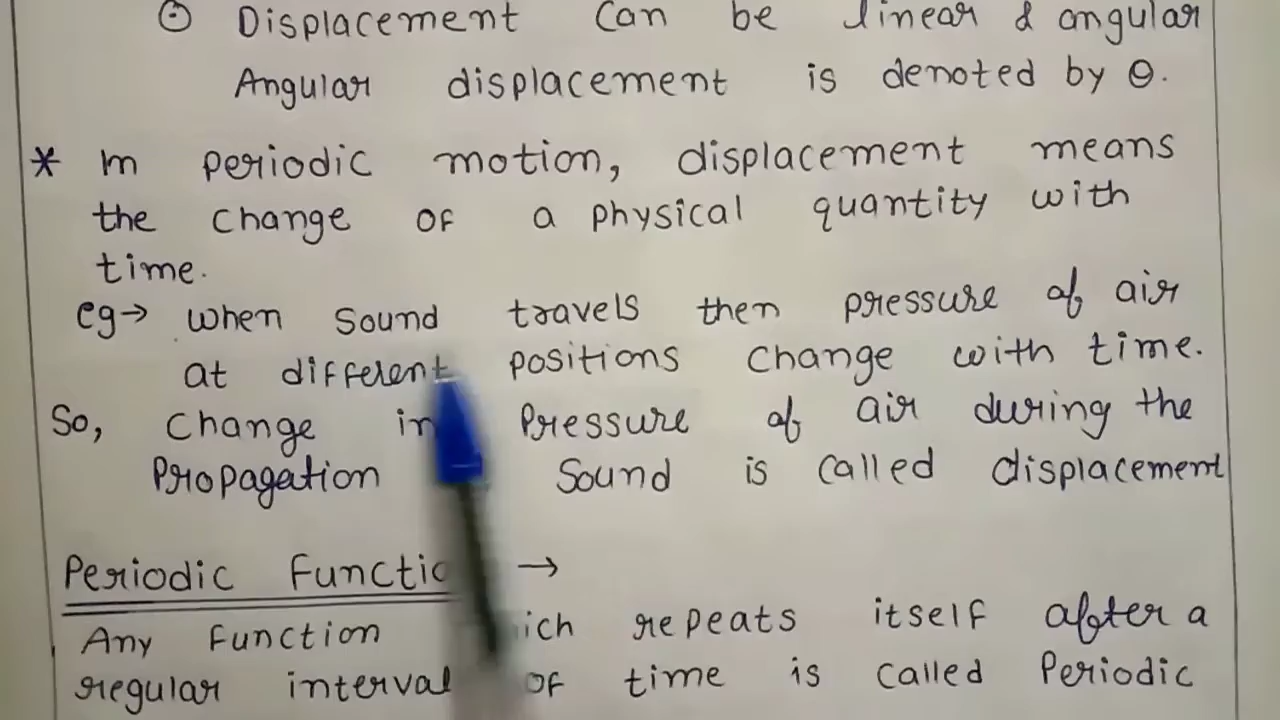 Displacement can be linear & angular
Angular displacement is denoted by θ.
* In periodic motion, displacement means
the change of a physical quantity with
time.
eg→ when sound travels then pressure of air
at different positions change with time.
So, change in Pressure of air during the
Propagation Sound is called displacement
Periodic Functio →
Any Function repeats itself after a
regular interval of time is called Periodic